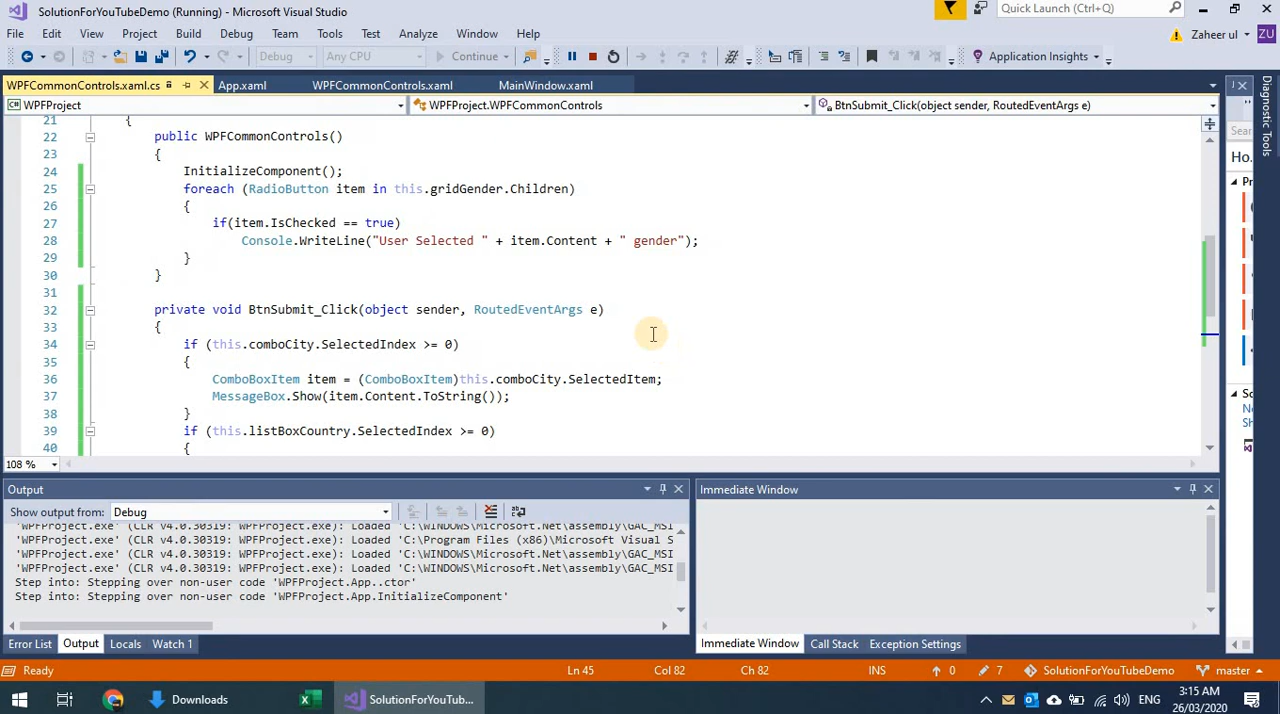 SolutionForYouTubeDemo (Running) - Microsoft Visual Studio
Quick Launch (Ctrl+Q)
File Edit View Project Build Debug Team Tools Test Analyze Window Help
Zaheer ul
ZU
Debug Any CPU Continue Application Insights
WPFCommonControls.xaml.cs App.xaml WPFCommonControls.xaml MainWindow.xaml
WPFProject WPFProject.WPFCommonControls BtnSubmit_Click(object sender, RoutedEventArgs e)
21 {
22 public WPFCommonControls()
23 {
24 InitializeComponent();
25 foreach (RadioButton item in this.gridGender.Children)
26 {
27 if(item.IsChecked == true)
28 Console.WriteLine("User Selected " + item.Content + " gender");
29 }
30 }
31
32 private void BtnSubmit_Click(object sender, RoutedEventArgs e)
33 {
34 if (this.comboCity.SelectedIndex >= 0)
35 {
36 ComboBoxItem item = (ComboBoxItem)this.comboCity.SelectedItem;
37 MessageBox.Show(item.Content.ToString());
38 }
39 if (this.listBoxCountry.SelectedIndex >= 0)
40 {
108 %
Diagnostic Tools
Sear
Ho.
Pr
Sc
Nc
Sh
Output
Show output from: Debug
'WPFProject.exe' (CLR v4.0.30319: WPFProject.exe): Loaded 'C:\WINDOWS\Microsoft.Net\assembly\GAC_MSI
'WPFProject.exe' (CLR v4.0.30319: WPFProject.exe): Loaded 'C:\Program Files (x86)\Microsoft Visual S
'WPFProject.exe' (CLR v4.0.30319: WPFProject.exe): Loaded 'C:\WINDOWS\Microsoft.Net\assembly\GAC_MSI
'WPFProject.exe' (CLR v4.0.30319: WPFProject.exe): Loaded 'C:\WINDOWS\Microsoft.Net\assembly\GAC_MSI
Step into: Stepping over non-user code 'WPFProject.App..ctor'
Step into: Stepping over non-user code 'WPFProject.App.InitializeComponent'
Immediate Window
Error List Output Locals Watch 1
Immediate Window Call Stack Exception Settings
Ready Ln 45 Col 82 Ch 82 INS 0 7 SolutionForYouTubeDemo master
Downloads SolutionForYouTub... ENG 3:15 AM
26/03/2020